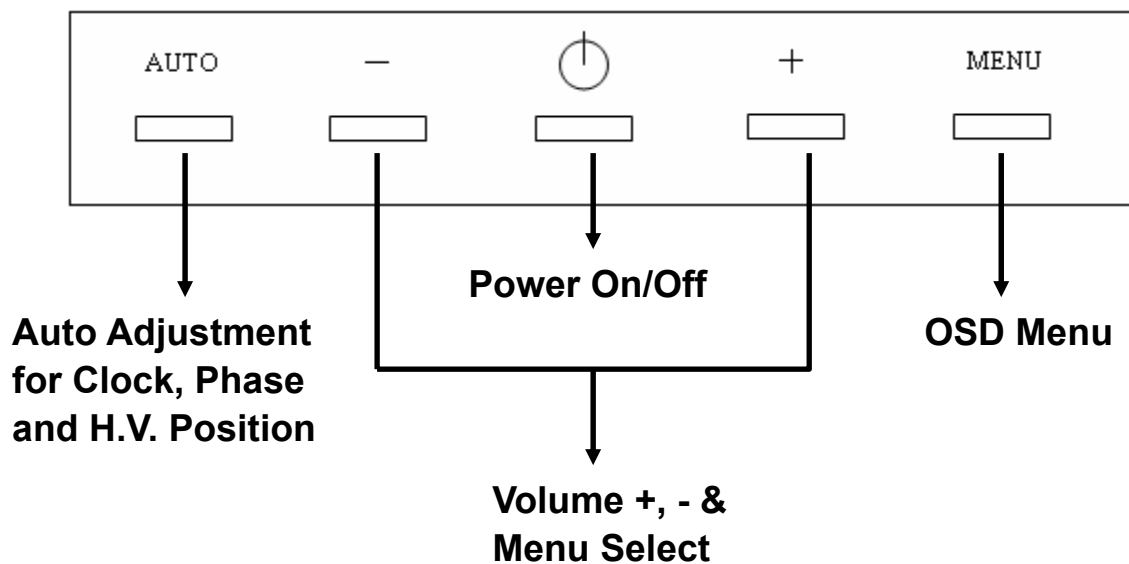 AUTO
−
+
MENU
Power On/Off
Auto Adjustment
for Clock, Phase
and H.V. Position
OSD Menu
Volume +, - &
Menu Select